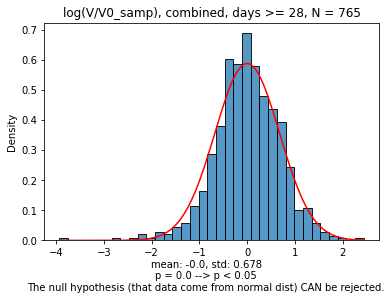 log(V/V0_samp), combined, days >= 28, N = 765
0.7
0.6
0.5
0.4
0.3
0.2
0.1
0.0
Density
−4 −3 −2 −1 0 1 2
mean: -0.0, std: 0.678
p = 0.0 --> p < 0.05
The null hypothesis (that data come from normal dist) CAN be rejected.